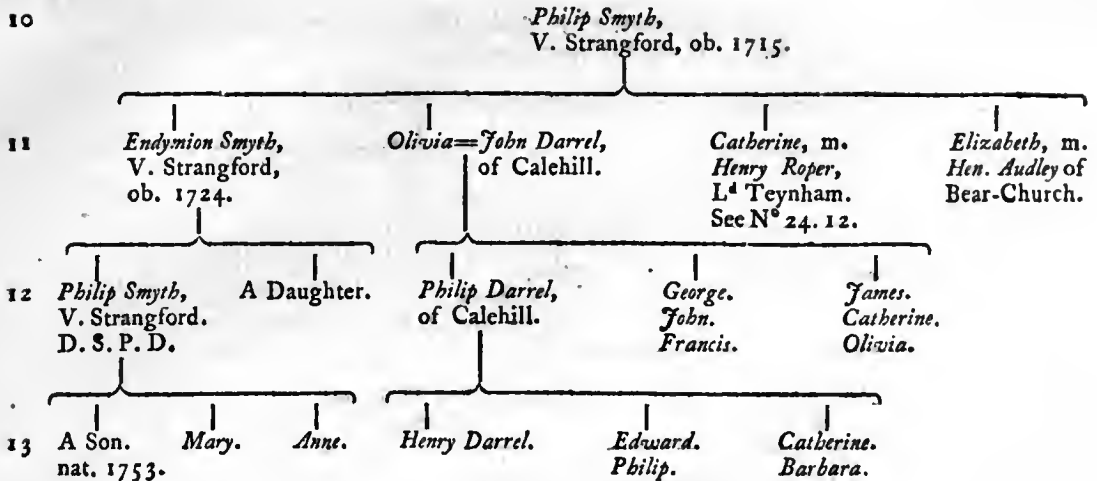 10
Philip Smyth,
V. Strangford, ob. 1715.
11
Endymion Smyth,
V. Strangford,
ob. 1724.
Olivia=John Darrel,
of Calehill.
Catherine, m.
Henry Roper,
Ld Teynham.
See No 24. 12.
Elizabeth, m.
Hen. Audley of
Bear-Church.
12
Philip Smyth,
V. Strangford.
D. S. P. D.
A Daughter.
Philip Darrel,
of Calehill.
George.
John.
Francis.
James.
Catherine.
Olivia.
13
A Son.
nat. 1753.
Mary.
Anne.
Henry Darrel.
Edward.
Philip.
Catherine.
Barbara.